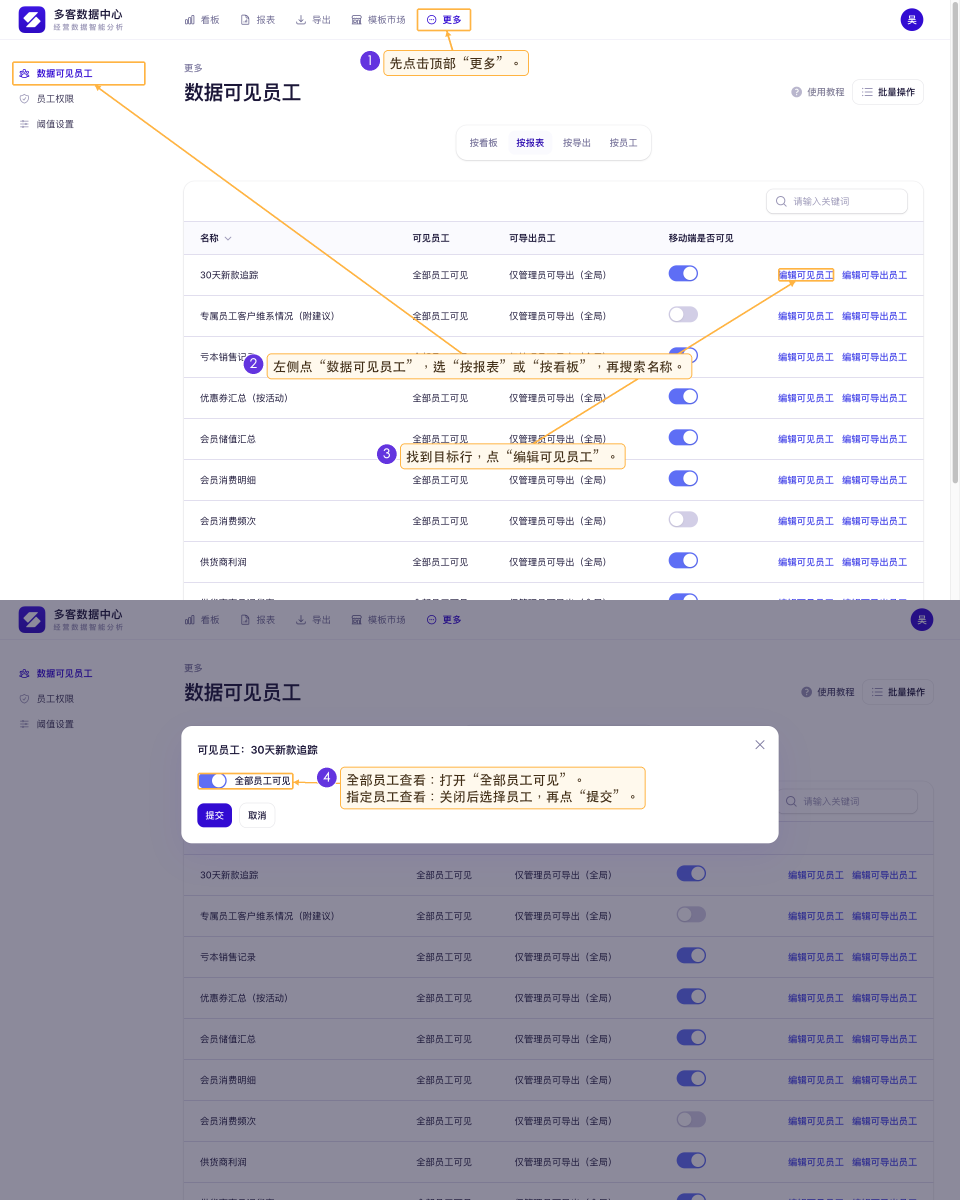 多客数据中心
经营数据智能分析
看板
报表
导出
模板市场
更多
吴
1 先点击顶部“更多”。
数据可见员工
员工权限
阈值设置
更多
数据可见员工
使用教程
批量操作
按看板
按报表
按导出
按员工
请输入关键词
名称 可见员工 可导出员工 移动端是否可见
30天新款追踪 全部员工可见 仅管理员可导出（全局） 编辑可见员工 编辑可导出员工
专属员工客户维系情况（附建议） 全部员工可见 仅管理员可导出（全局） 编辑可见员工 编辑可导出员工
亏本销售记 编辑可见员工 编辑可导出员工
2 左侧点“数据可见员工”，选“按报表”或“按看板”，再搜索名称。
优惠券汇总（按活动） 全部员工可见 仅管理员可导出（全局） 编辑可见员工 编辑可导出员工
会员储值汇总 全部员工可见 仅管理员可导出（全局） 编辑可见员工 编辑可导出员工
3 找到目标行，点“编辑可见员工”。
会员消费明细 全部员工可见 仅管理员可导出（全局） 编辑可见员工 编辑可导出员工
会员消费频次 全部员工可见 仅管理员可导出（全局） 编辑可见员工 编辑可导出员工
供货商利润 全部员工可见 仅管理员可导出（全局） 编辑可见员工 编辑可导出员工
多客数据中心
经营数据智能分析
看板
报表
导出
模板市场
更多
吴
数据可见员工
员工权限
阈值设置
更多
数据可见员工
使用教程
批量操作
可见员工：30天新款追踪
全部员工可见
4 全部员工查看：打开“全部员工可见”。
指定员工查看：关闭后选择员工，再点“提交”。
提交
取消
请输入关键词
30天新款追踪 全部员工可见 仅管理员可导出（全局） 编辑可见员工 编辑可导出员工
专属员工客户维系情况（附建议） 全部员工可见 仅管理员可导出（全局） 编辑可见员工 编辑可导出员工
亏本销售记录 全部员工可见 仅管理员可导出（全局） 编辑可见员工 编辑可导出员工
优惠券汇总（按活动） 全部员工可见 仅管理员可导出（全局） 编辑可见员工 编辑可导出员工
会员储值汇总 全部员工可见 仅管理员可导出（全局） 编辑可见员工 编辑可导出员工
会员消费明细 全部员工可见 仅管理员可导出（全局） 编辑可见员工 编辑可导出员工
会员消费频次 全部员工可见 仅管理员可导出（全局） 编辑可见员工 编辑可导出员工
供货商利润 全部员工可见 仅管理员可导出（全局） 编辑可见员工 编辑可导出员工